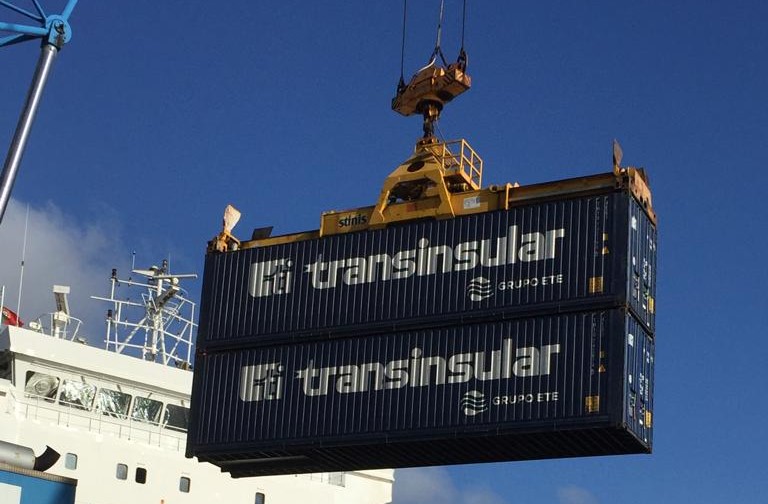 stinis
transinsular
GRUPO ETE
transinsular
GRUPO ETE